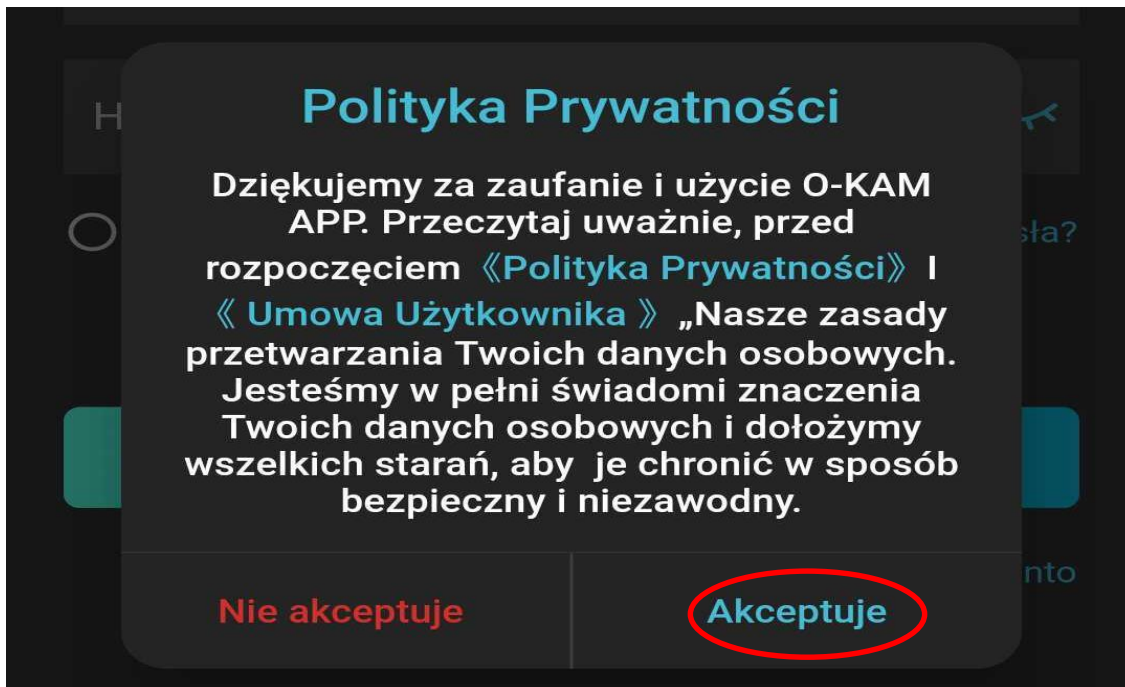 Polityka Prywatności
H
Dziękujemy za zaufanie i użycie O-KAM
APP. Przeczytaj uważnie, przed
sła?
rozpoczęciem 《Polityka Prywatności》 I
《 Umowa Użytkownika 》 „Nasze zasady
przetwarzania Twoich danych osobowych.
Jesteśmy w pełni świadomi znaczenia
Twoich danych osobowych i dołożymy
wszelkich starań, aby je chronić w sposób
bezpieczny i niezawodny.
nto
Nie akceptuje
Akceptuje